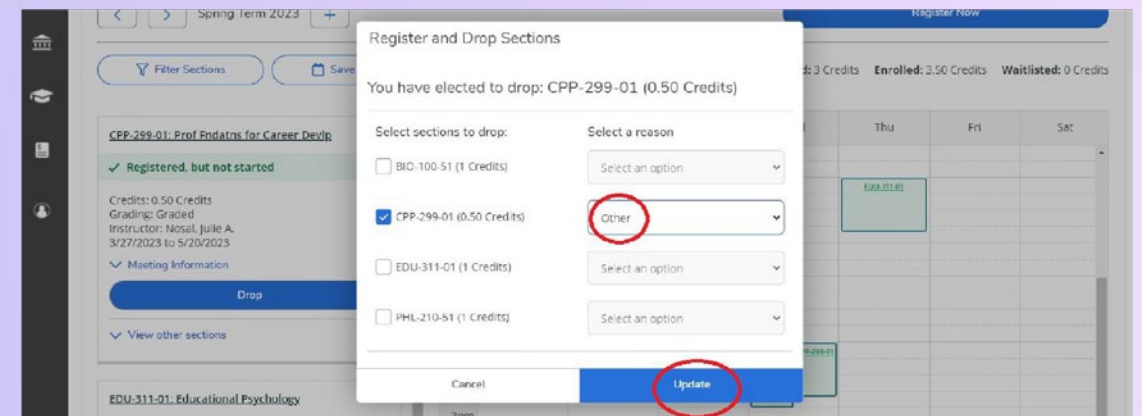 Spring Term 2023
Register Now
Filter Sections
Save
3 Credits Enrolled: 3.50 Credits Waitlisted: 0 Credits
CPP-299-01: Prof Fndatns for Career Devlp
Registered, but not started
Credits: 0.50 Credits
Grading: Graded
Instructor: Nosal, Julie A.
3/27/2023 to 5/20/2023
Meeting Information
Drop
View other sections
EDU-311-01: Educational Psychology
Register and Drop Sections
You have elected to drop: CPP-299-01 (0.50 Credits)
Select sections to drop: Select a reason
BIO-100-51 (1 Credits) Select an option
CPP-299-01 (0.50 Credits) Other
EDU-311-01 (1 Credits) Select an option
PHL-210-51 (1 Credits) Select an option
Cancel Update
Thu Fri Sat
EDU-311-01